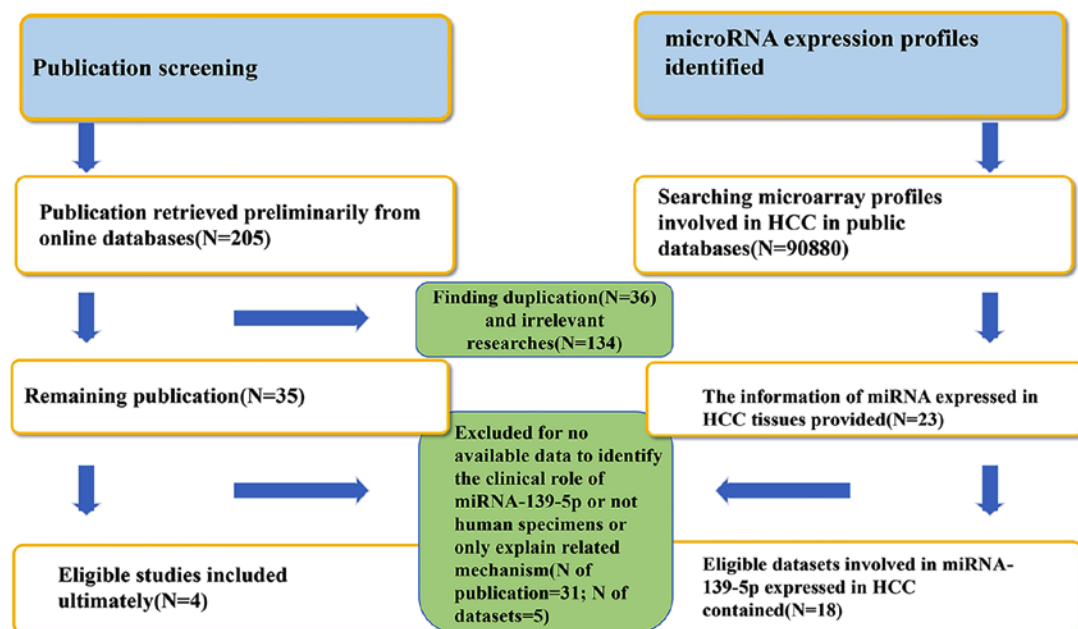 Publication screening
microRNA expression profiles
identified
Publication retrieved preliminarily from
online databases(N=205)
Searching microarray profiles
involved in HCC in public
databases(N=90880)
Finding duplication(N=36)
and irrelevant
researches(N=134)
Remaining publication(N=35)
The information of miRNA expressed in
HCC tissues provided(N=23)
Excluded for no
available data to identify
the clinical role of
miRNA-139-5p or not
human specimens or
only explain related
mechanism(N of
publication=31; N of
datasets=5)
Eligible studies included
ultimately(N=4)
Eligible datasets involved in miRNA-
139-5p expressed in HCC
contained(N=18)